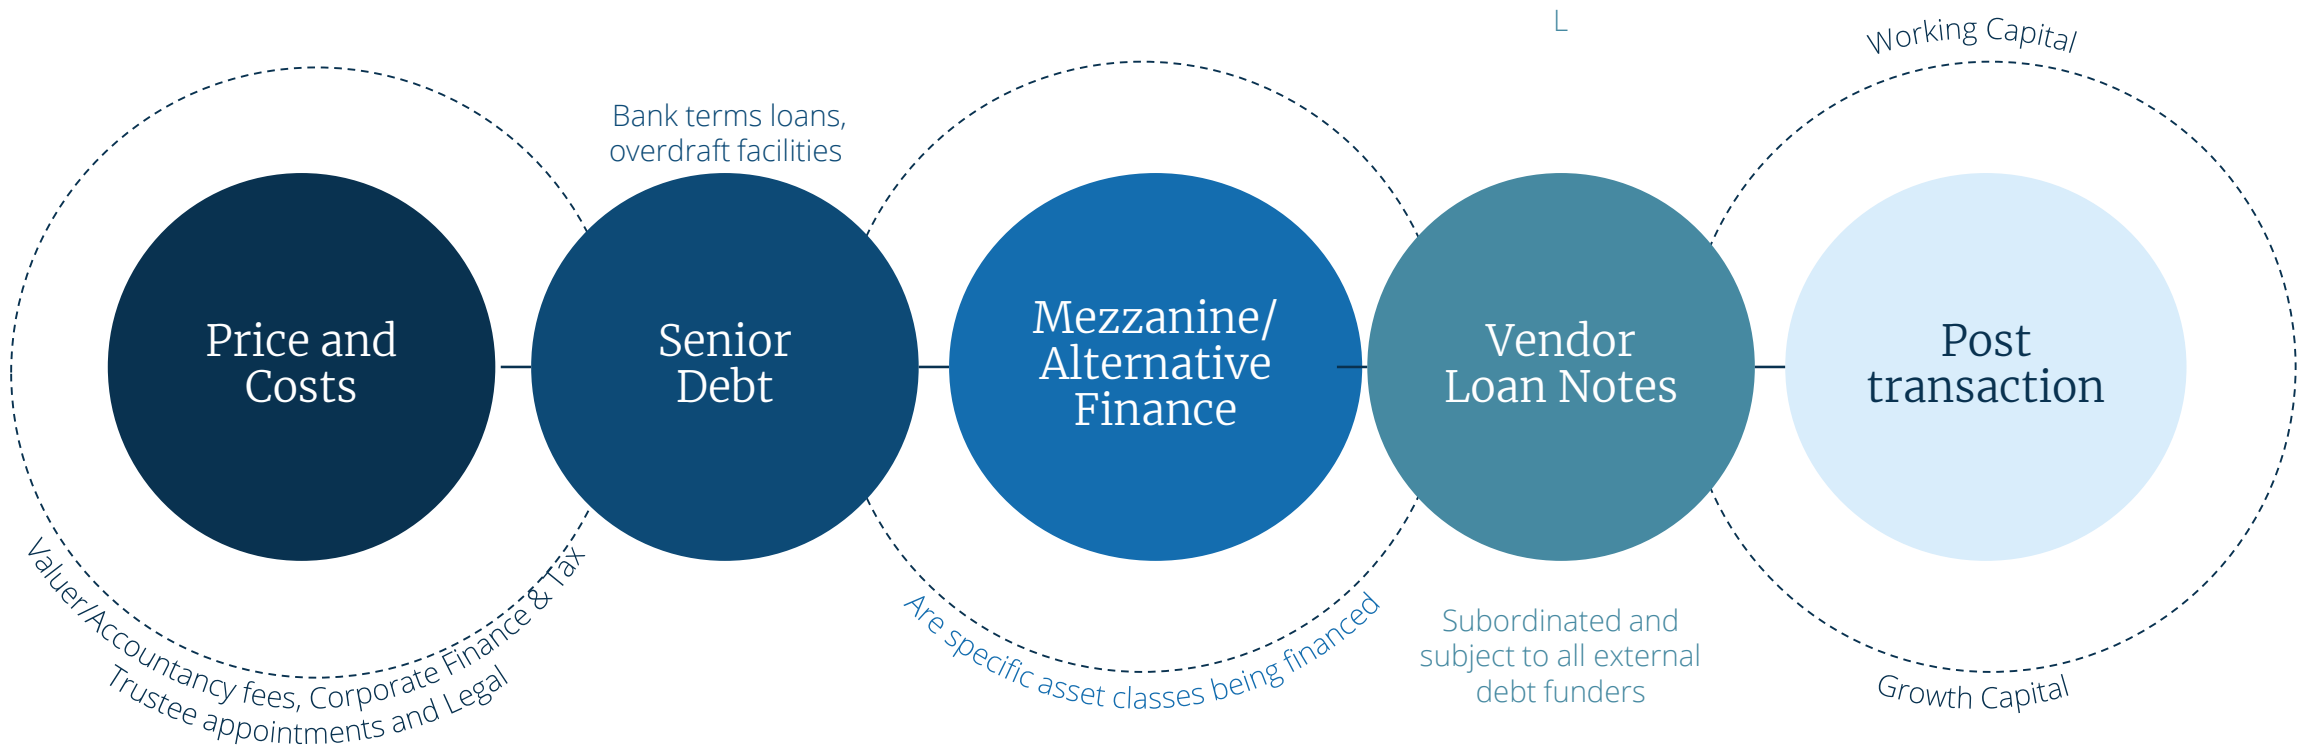 L
Working Capital
Bank terms loans,
overdraft facilities
Price and
Costs
Senior
Debt
Mezzanine/
Alternative
Finance
Vendor
Loan Notes
Post
transaction
Valuer/Accountancy fees, Corporate Finance & Tax
Trustee appointments and Legal
Are specific asset classes being financed
Subordinated and
subject to all external
debt funders
Growth Capital